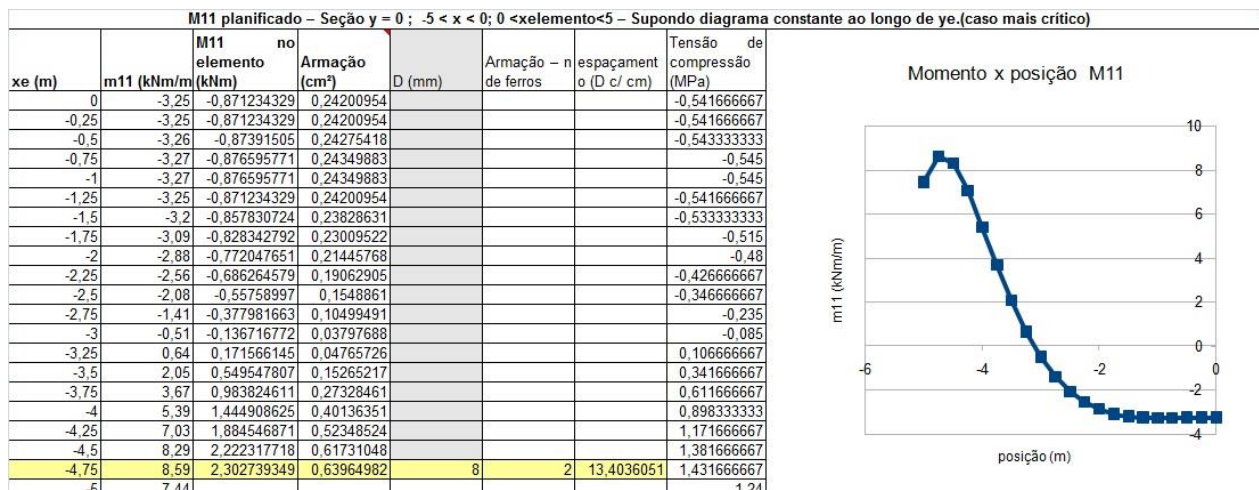 M11 planificado – Seção y = 0 ; -5 < x < 0; 0 <xelemento<5 – Supondo diagrama constante ao longo de ye.(caso mais crítico)
xe (m) m11 (kNm/m M11 no elemento (kNm) Armação (cm²) D (mm) Armação – n de ferros espaçament o (D c/ cm) Tensão de compressão (MPa)
0 -3,25 -0,871234329 0,24200954 -0,541666667
-0,25 -3,25 -0,871234329 0,24200954 -0,541666667
-0,5 -3,26 -0,87391505 0,24275418 -0,543333333
-0,75 -3,27 -0,876595771 0,24349883 -0,545
-1 -3,27 -0,876595771 0,24349883 -0,545
-1,25 -3,25 -0,871234329 0,24200954 -0,541666667
-1,5 -3,2 -0,857830724 0,23828631 -0,533333333
-1,75 -3,09 -0,828342792 0,23009522 -0,515
-2 -2,88 -0,772047651 0,21445768 -0,48
-2,25 -2,56 -0,686264579 0,19062905 -0,426666667
-2,5 -2,08 -0,55758997 0,1548861 -0,346666667
-2,75 -1,41 -0,377981663 0,10499491 -0,235
-3 -0,51 -0,136716772 0,03797688 -0,085
-3,25 0,64 0,171566145 0,04765726 0,106666667
-3,5 2,05 0,549547807 0,15265217 0,341666667
-3,75 3,67 0,983824611 0,27328461 0,611666667
-4 5,39 1,444908625 0,40136351 0,898333333
-4,25 7,03 1,884546871 0,52348524 1,171666667
-4,5 8,29 2,222317718 0,61731048 1,381666667
-4,75 8,59 2,302739349 0,63964982 8 2 13,4036051 1,431666667
-5 7,44 1,24
Momento x posição M11
10
8
6
4
2
0
-2
-4
-6 -4 -2 0
m11 (kNm/m)
posição (m)